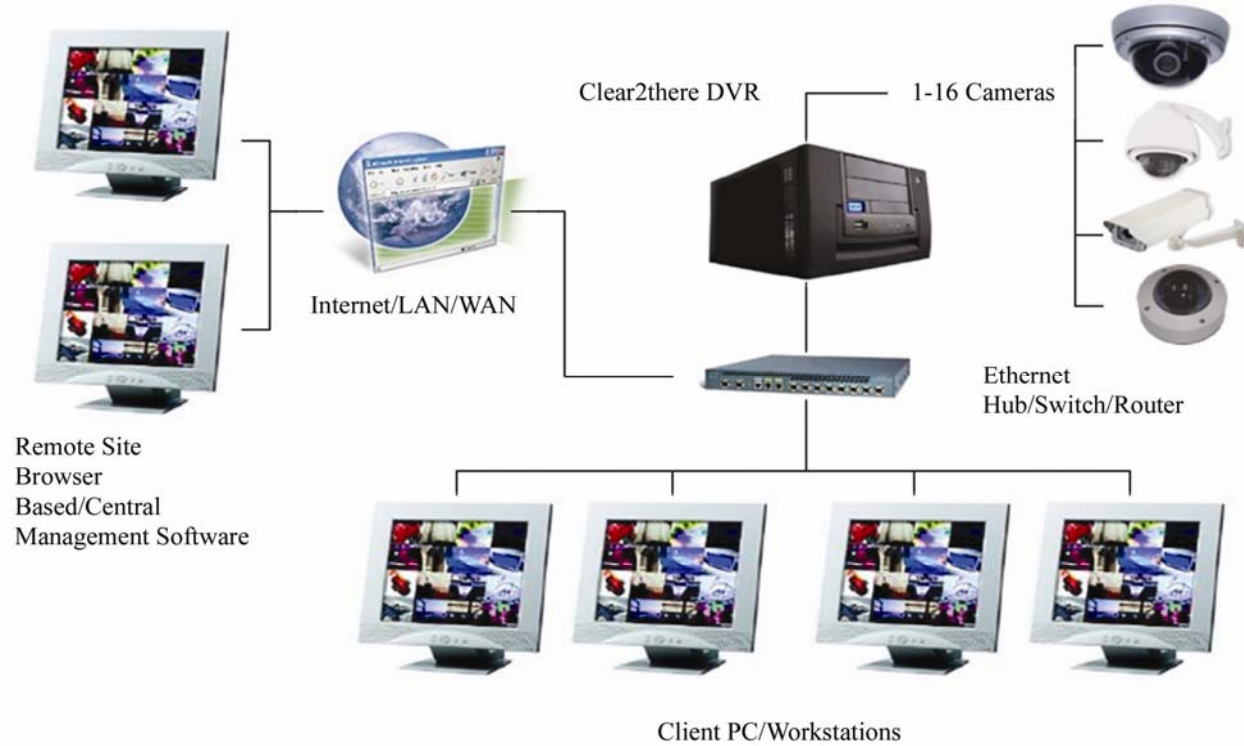 Clear2there DVR
1-16 Cameras
Internet/LAN/WAN
Ethernet
Hub/Switch/Router
Remote Site
Browser
Based/Central
Management Software
Client PC/Workstations